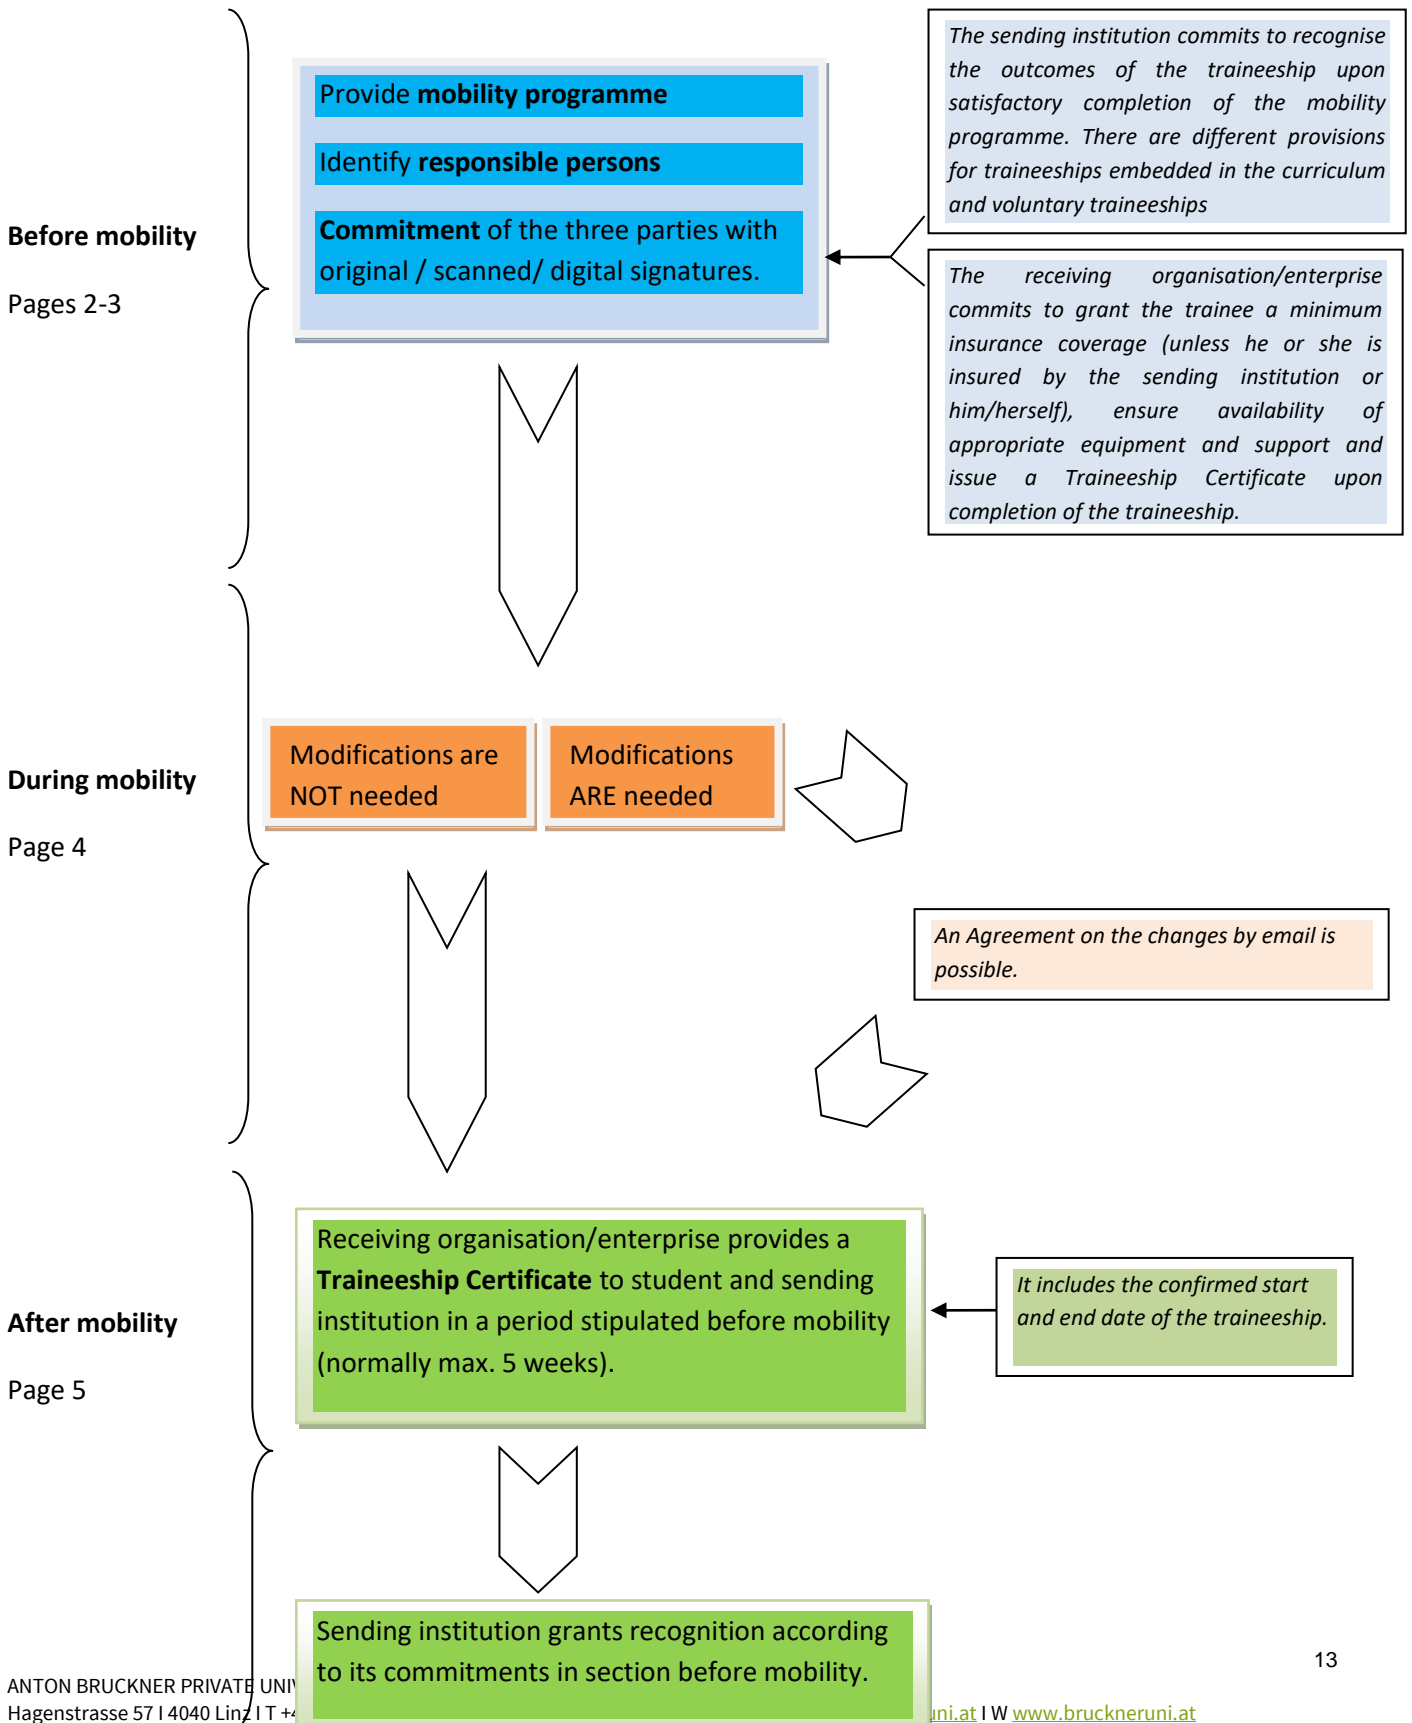 The sending institution commits to recognise
the outcomes of the traineeship upon
satisfactory completion of the mobility
programme. There are different provisions
for traineeships embedded in the curriculum
and voluntary traineeships
Provide mobility programme
Identify responsible persons
Commitment of the three parties with
original / scanned/ digital signatures.
Before mobility
Pages 2-3
The receiving organisation/enterprise
commits to grant the trainee a minimum
insurance coverage (unless he or she is
insured by the sending institution or
him/herself), ensure availability of
appropriate equipment and support and
issue a Traineeship Certificate upon
completion of the traineeship.
During mobility
Page 4
Modifications are
NOT needed
Modifications
ARE needed
An Agreement on the changes by email is
possible.
After mobility
Page 5
Receiving organisation/enterprise provides a
Traineeship Certificate to student and sending
institution in a period stipulated before mobility
(normally max. 5 weeks).
It includes the confirmed start
and end date of the traineeship.
Sending institution grants recognition according
to its commitments in section before mobility.
13
ANTON BRUCKNER PRIVATE
Hagenstrasse 57 I 4040 Linz I T uni.at I W www.bruckneruni.at